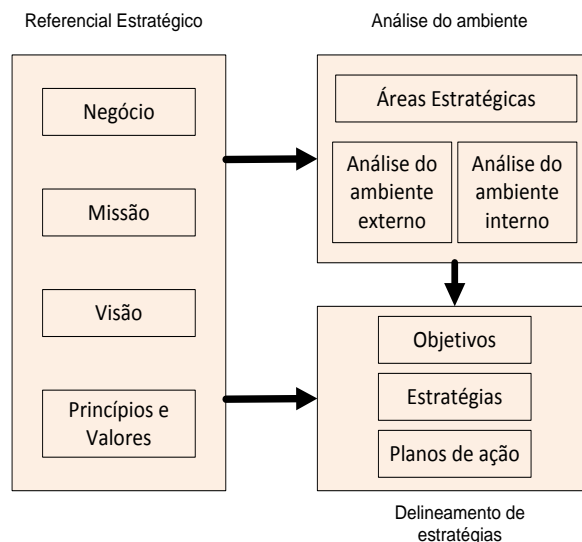 Referencial Estratégico
Negócio
Missão
Visão
Princípios e
Valores
Análise do ambiente
Áreas Estratégicas
Análise do
ambiente
externo
Análise do
ambiente
interno
Objetivos
Estratégias
Planos de ação
Delineamento de
estratégias